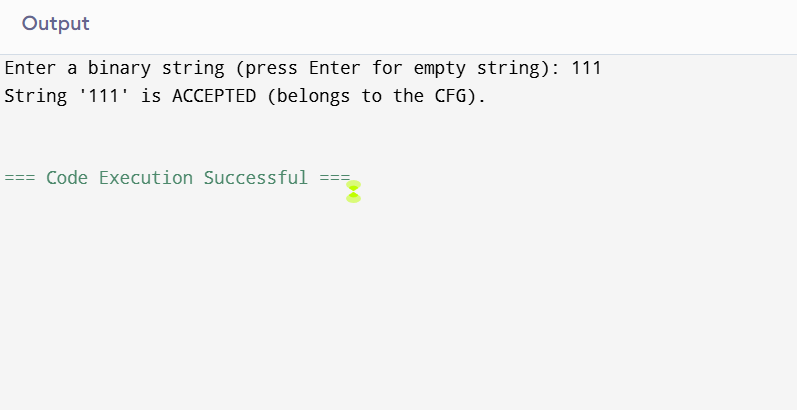 Output
Enter a binary string (press Enter for empty string): 111
String '111' is ACCEPTED (belongs to the CFG).
=== Code Execution Successful ===